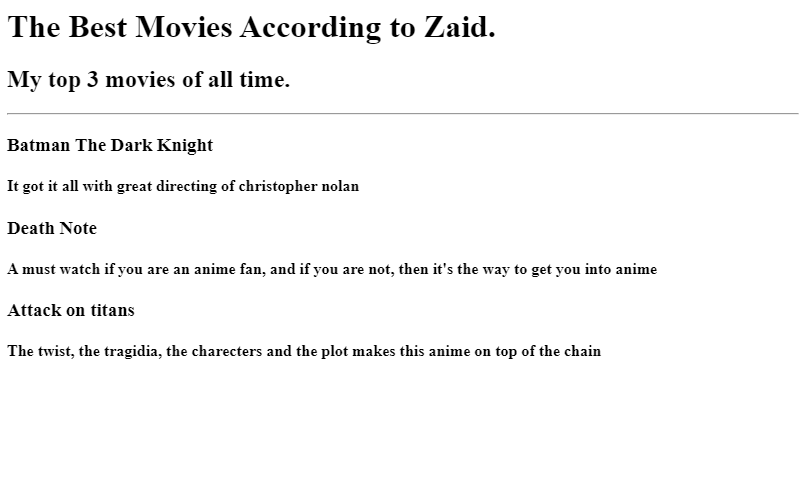 The Best Movies According to Zaid.
My top 3 movies of all time.
Batman The Dark Knight
It got it all with great directing of christopher nolan
Death Note
A must watch if you are an anime fan, and if you are not, then it's the way to get you into anime
Attack on titans
The twist, the tragidia, the charecters and the plot makes this anime on top of the chain